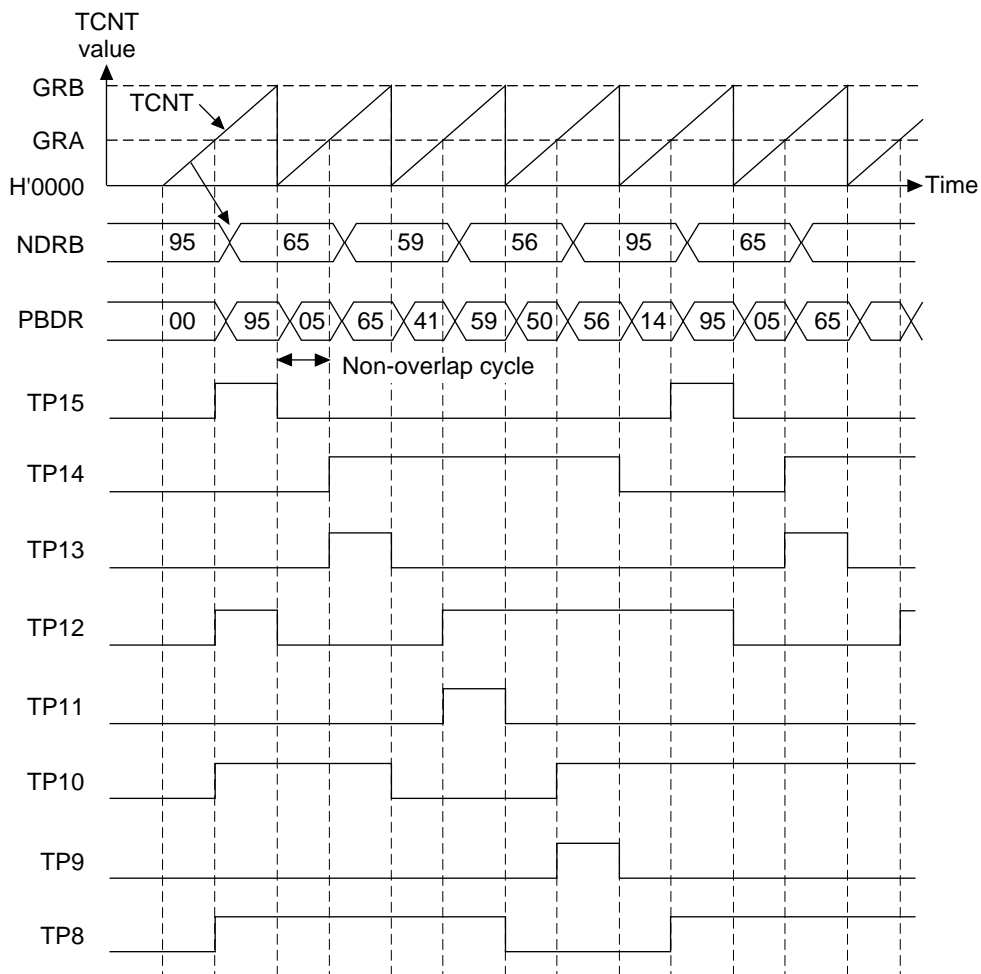 TCNT
value
GRB
TCNT
GRA
H'0000
Time
NDRB 95 65 59 56 95 65
PBDR 00 95 05 65 41 59 50 56 14 95 05 65
Non-overlap cycle
TP15
TP14
TP13
TP12
TP11
TP10
TP9
TP8